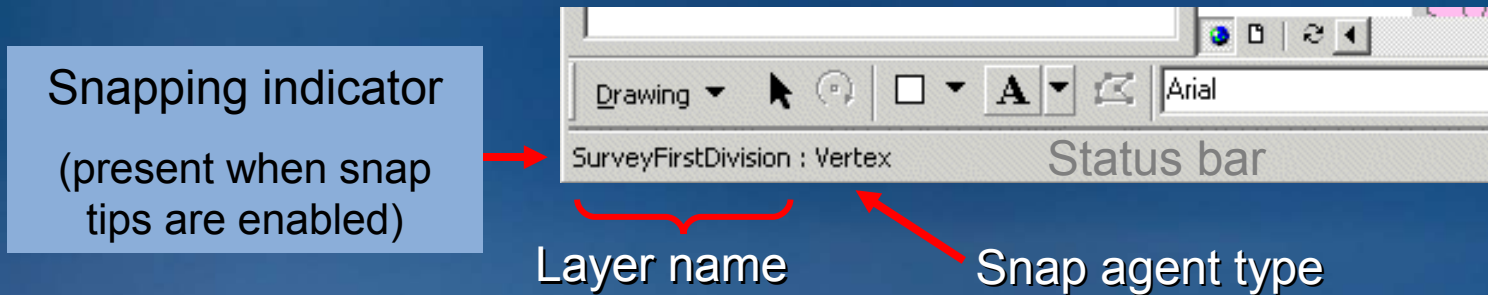 Snapping indicator
(present when snap
tips are enabled)
Drawing
A
Arial
SurveyFirstDivision : Vertex
Status bar
Layer name
Snap agent type